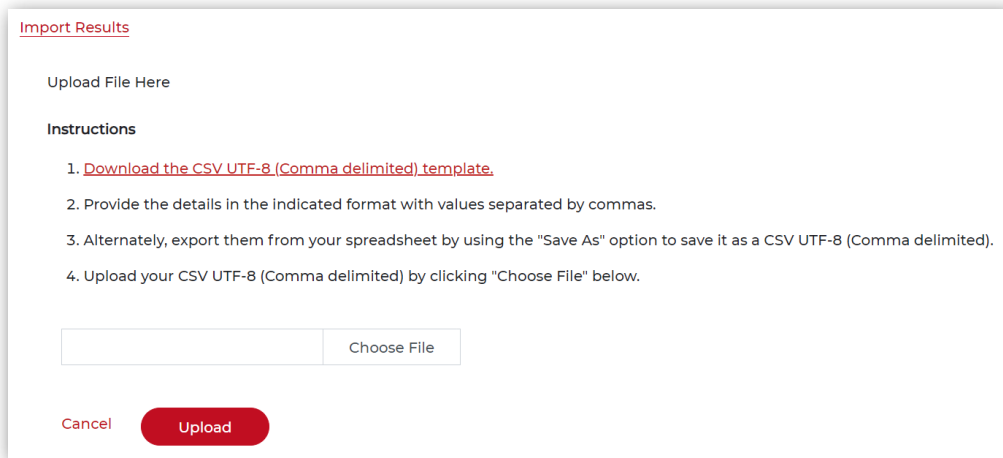 Import Results
Upload File Here
Instructions
1. Download the CSV UTF-8 (Comma delimited) template.
2. Provide the details in the indicated format with values separated by commas.
3. Alternately, export them from your spreadsheet by using the "Save As" option to save it as a CSV UTF-8 (Comma delimited).
4. Upload your CSV UTF-8 (Comma delimited) by clicking "Choose File" below.
Choose File
Cancel
Upload